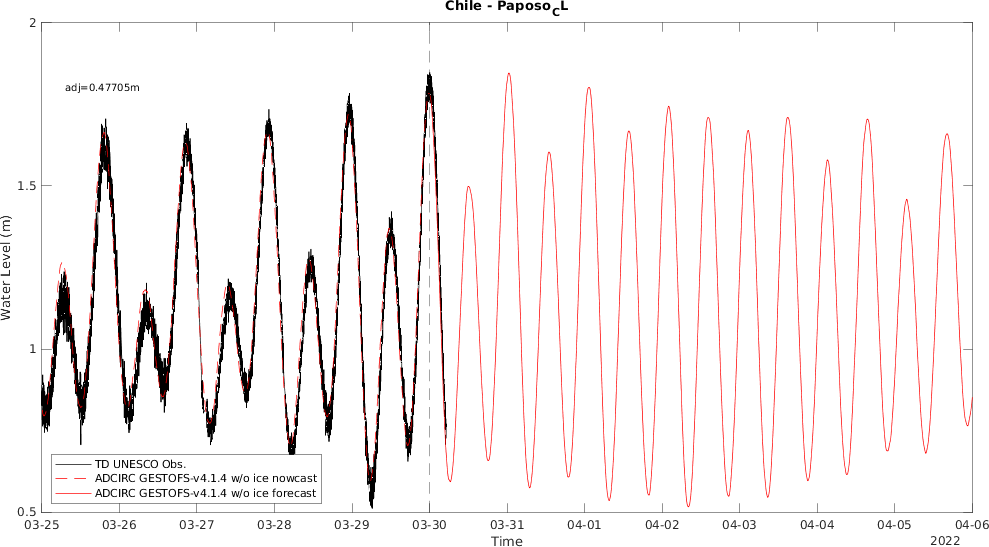 Chile - Paposo_CL
adj=0.47705m
Water Level (m)
2
1.5
1
0.5
TD UNESCO Obs.
ADCIRC GESTOFS-v4.1.4 w/o ice nowcast
ADCIRC GESTOFS-v4.1.4 w/o ice forecast
03-25 03-26 03-27 03-28 03-29 03-30 03-31 04-01 04-02 04-03 04-04 04-05 04-06
Time
2022